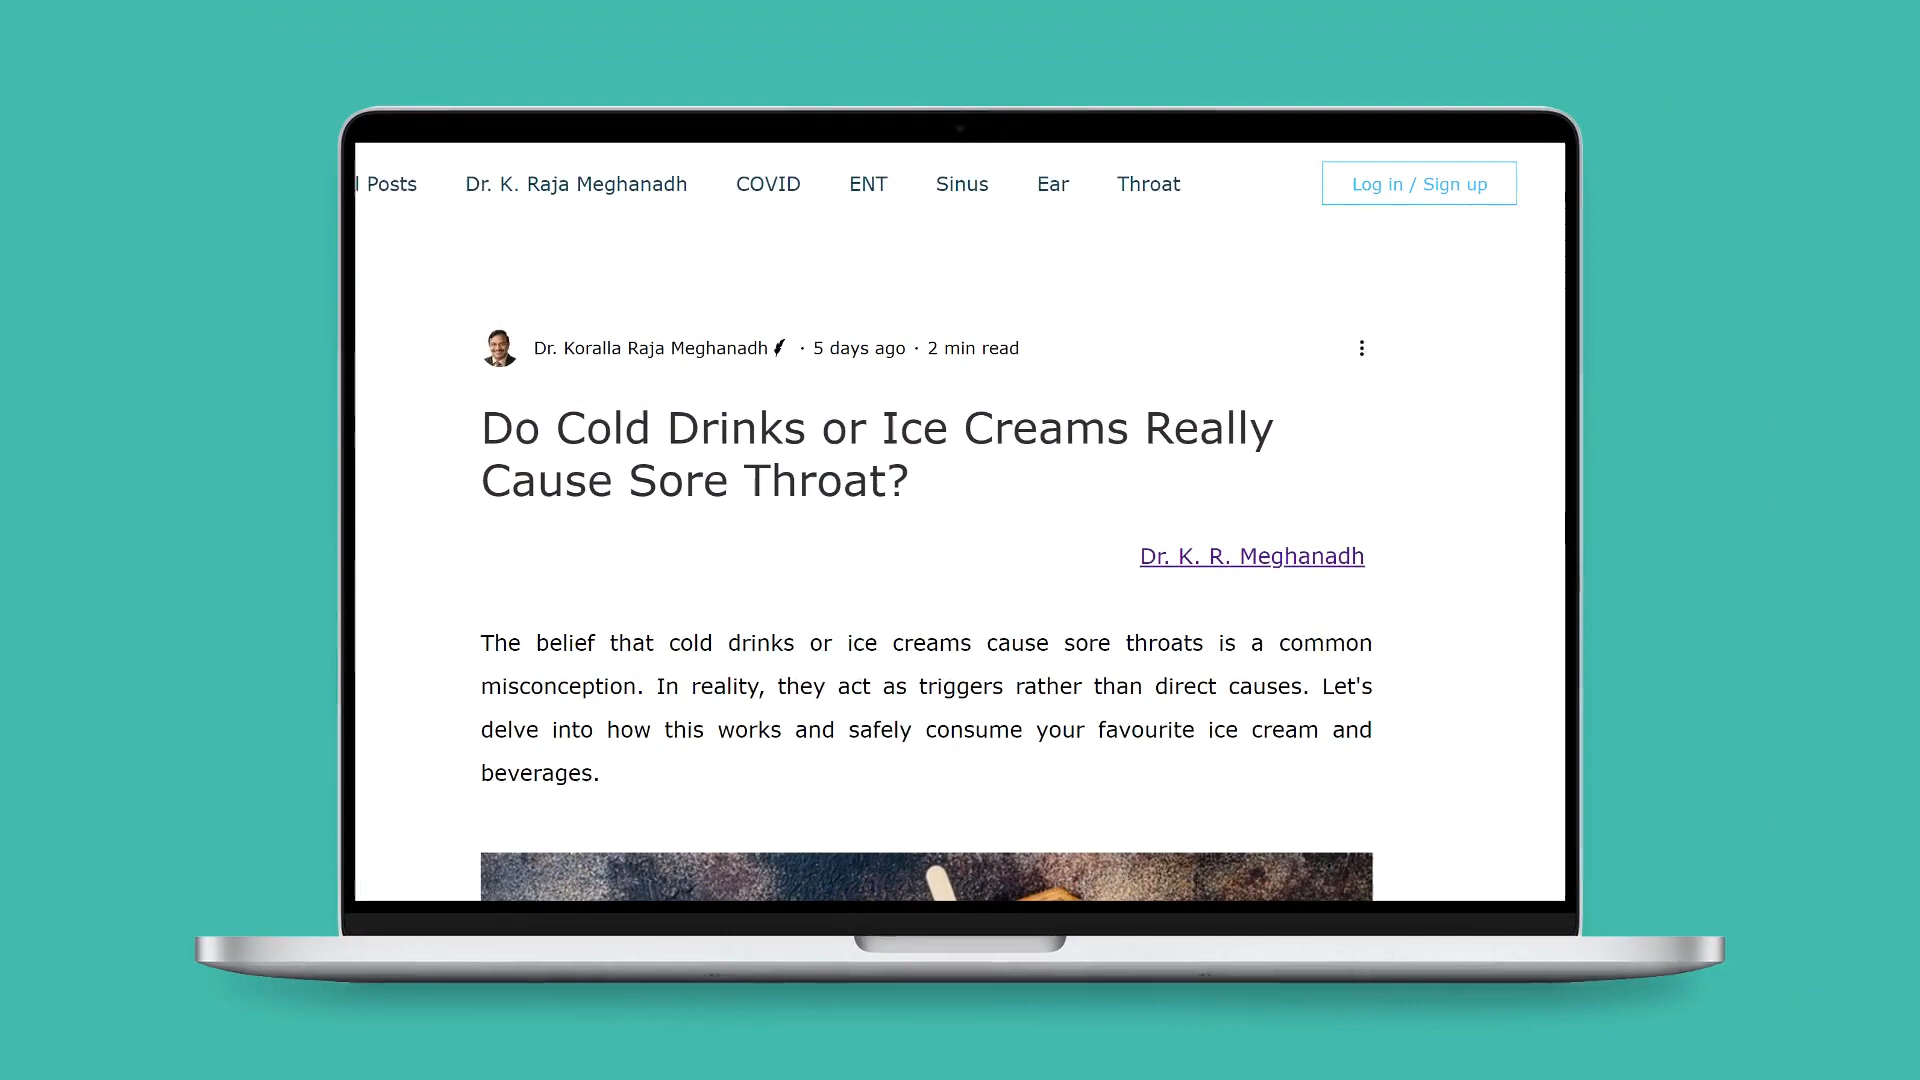 l Posts Dr. K. Raja Meghanadh COVID ENT Sinus Ear Throat Log in / Sign up
Dr. Koralla Raja Meghanadh · 5 days ago · 2 min read
Do Cold Drinks or Ice Creams Really
Cause Sore Throat?
Dr. K. R. Meghanadh
The belief that cold drinks or ice creams cause sore throats is a common
misconception. In reality, they act as triggers rather than direct causes. Let's
delve into how this works and safely consume your favourite ice cream and
beverages.